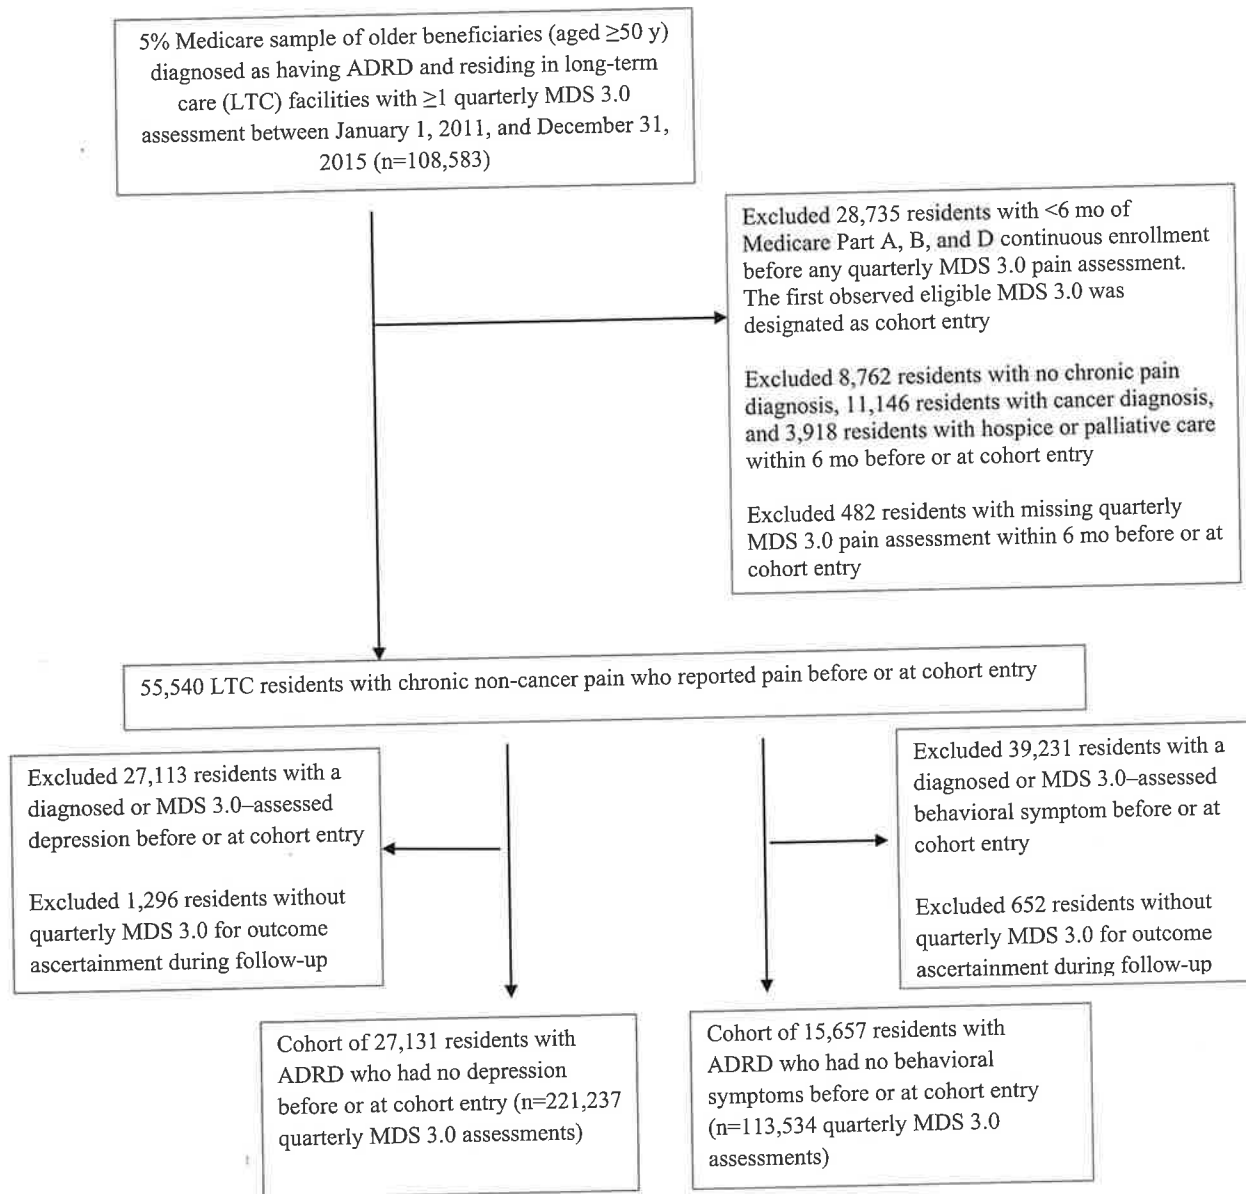 5% Medicare sample of older beneficiaries (aged ≥50 y)
diagnosed as having ADRD and residing in long-term
care (LTC) facilities with ≥1 quarterly MDS 3.0
assessment between January 1, 2011, and December 31,
2015 (n=108,583)
Excluded 28,735 residents with <6 mo of
Medicare Part A, B, and D continuous enrollment
before any quarterly MDS 3.0 pain assessment.
The first observed eligible MDS 3.0 was
designated as cohort entry
Excluded 8,762 residents with no chronic pain
diagnosis, 11,146 residents with cancer diagnosis,
and 3,918 residents with hospice or palliative care
within 6 mo before or at cohort entry
Excluded 482 residents with missing quarterly
MDS 3.0 pain assessment within 6 mo before or at
cohort entry
55,540 LTC residents with chronic non-cancer pain who reported pain before or at cohort entry
Excluded 27,113 residents with a
diagnosed or MDS 3.0–assessed
depression before or at cohort entry
Excluded 1,296 residents without
quarterly MDS 3.0 for outcome
ascertainment during follow-up
Excluded 39,231 residents with a
diagnosed or MDS 3.0–assessed
behavioral symptom before or at
cohort entry
Excluded 652 residents without
quarterly MDS 3.0 for outcome
ascertainment during follow-up
Cohort of 27,131 residents with
ADRD who had no depression
before or at cohort entry (n=221,237
quarterly MDS 3.0 assessments)
Cohort of 15,657 residents with
ADRD who had no behavioral
symptoms before or at cohort entry
(n=113,534 quarterly MDS 3.0
assessments)